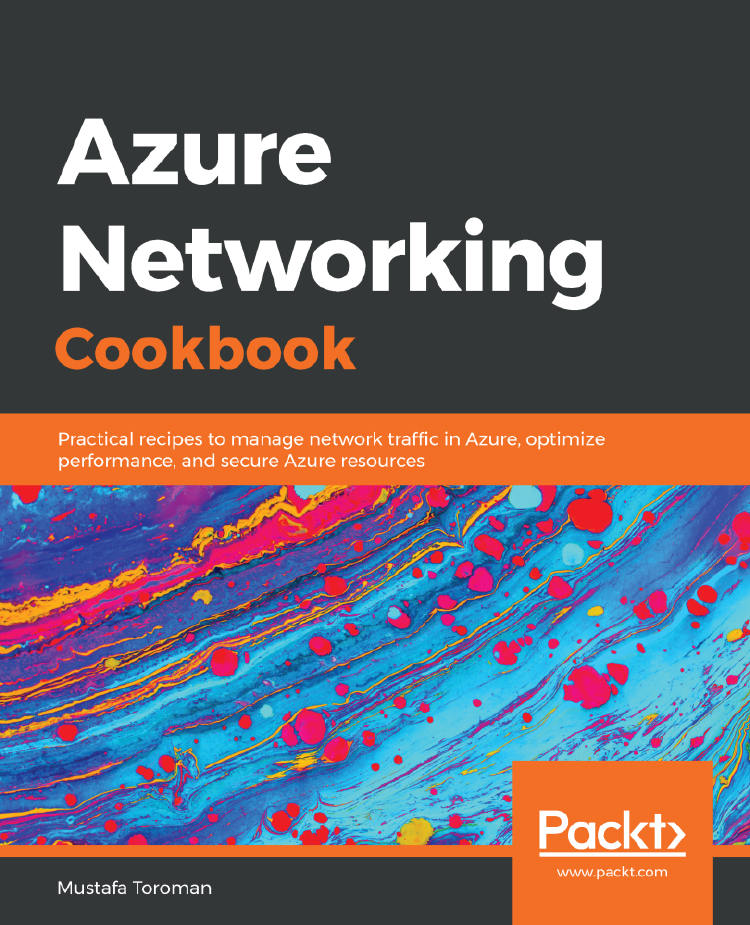 Azure
Networking
Cookbook
Practical recipes to manage network traffic in Azure, optimize
performance, and secure Azure resources
Packt>
www.packt.com
Mustafa Toroman